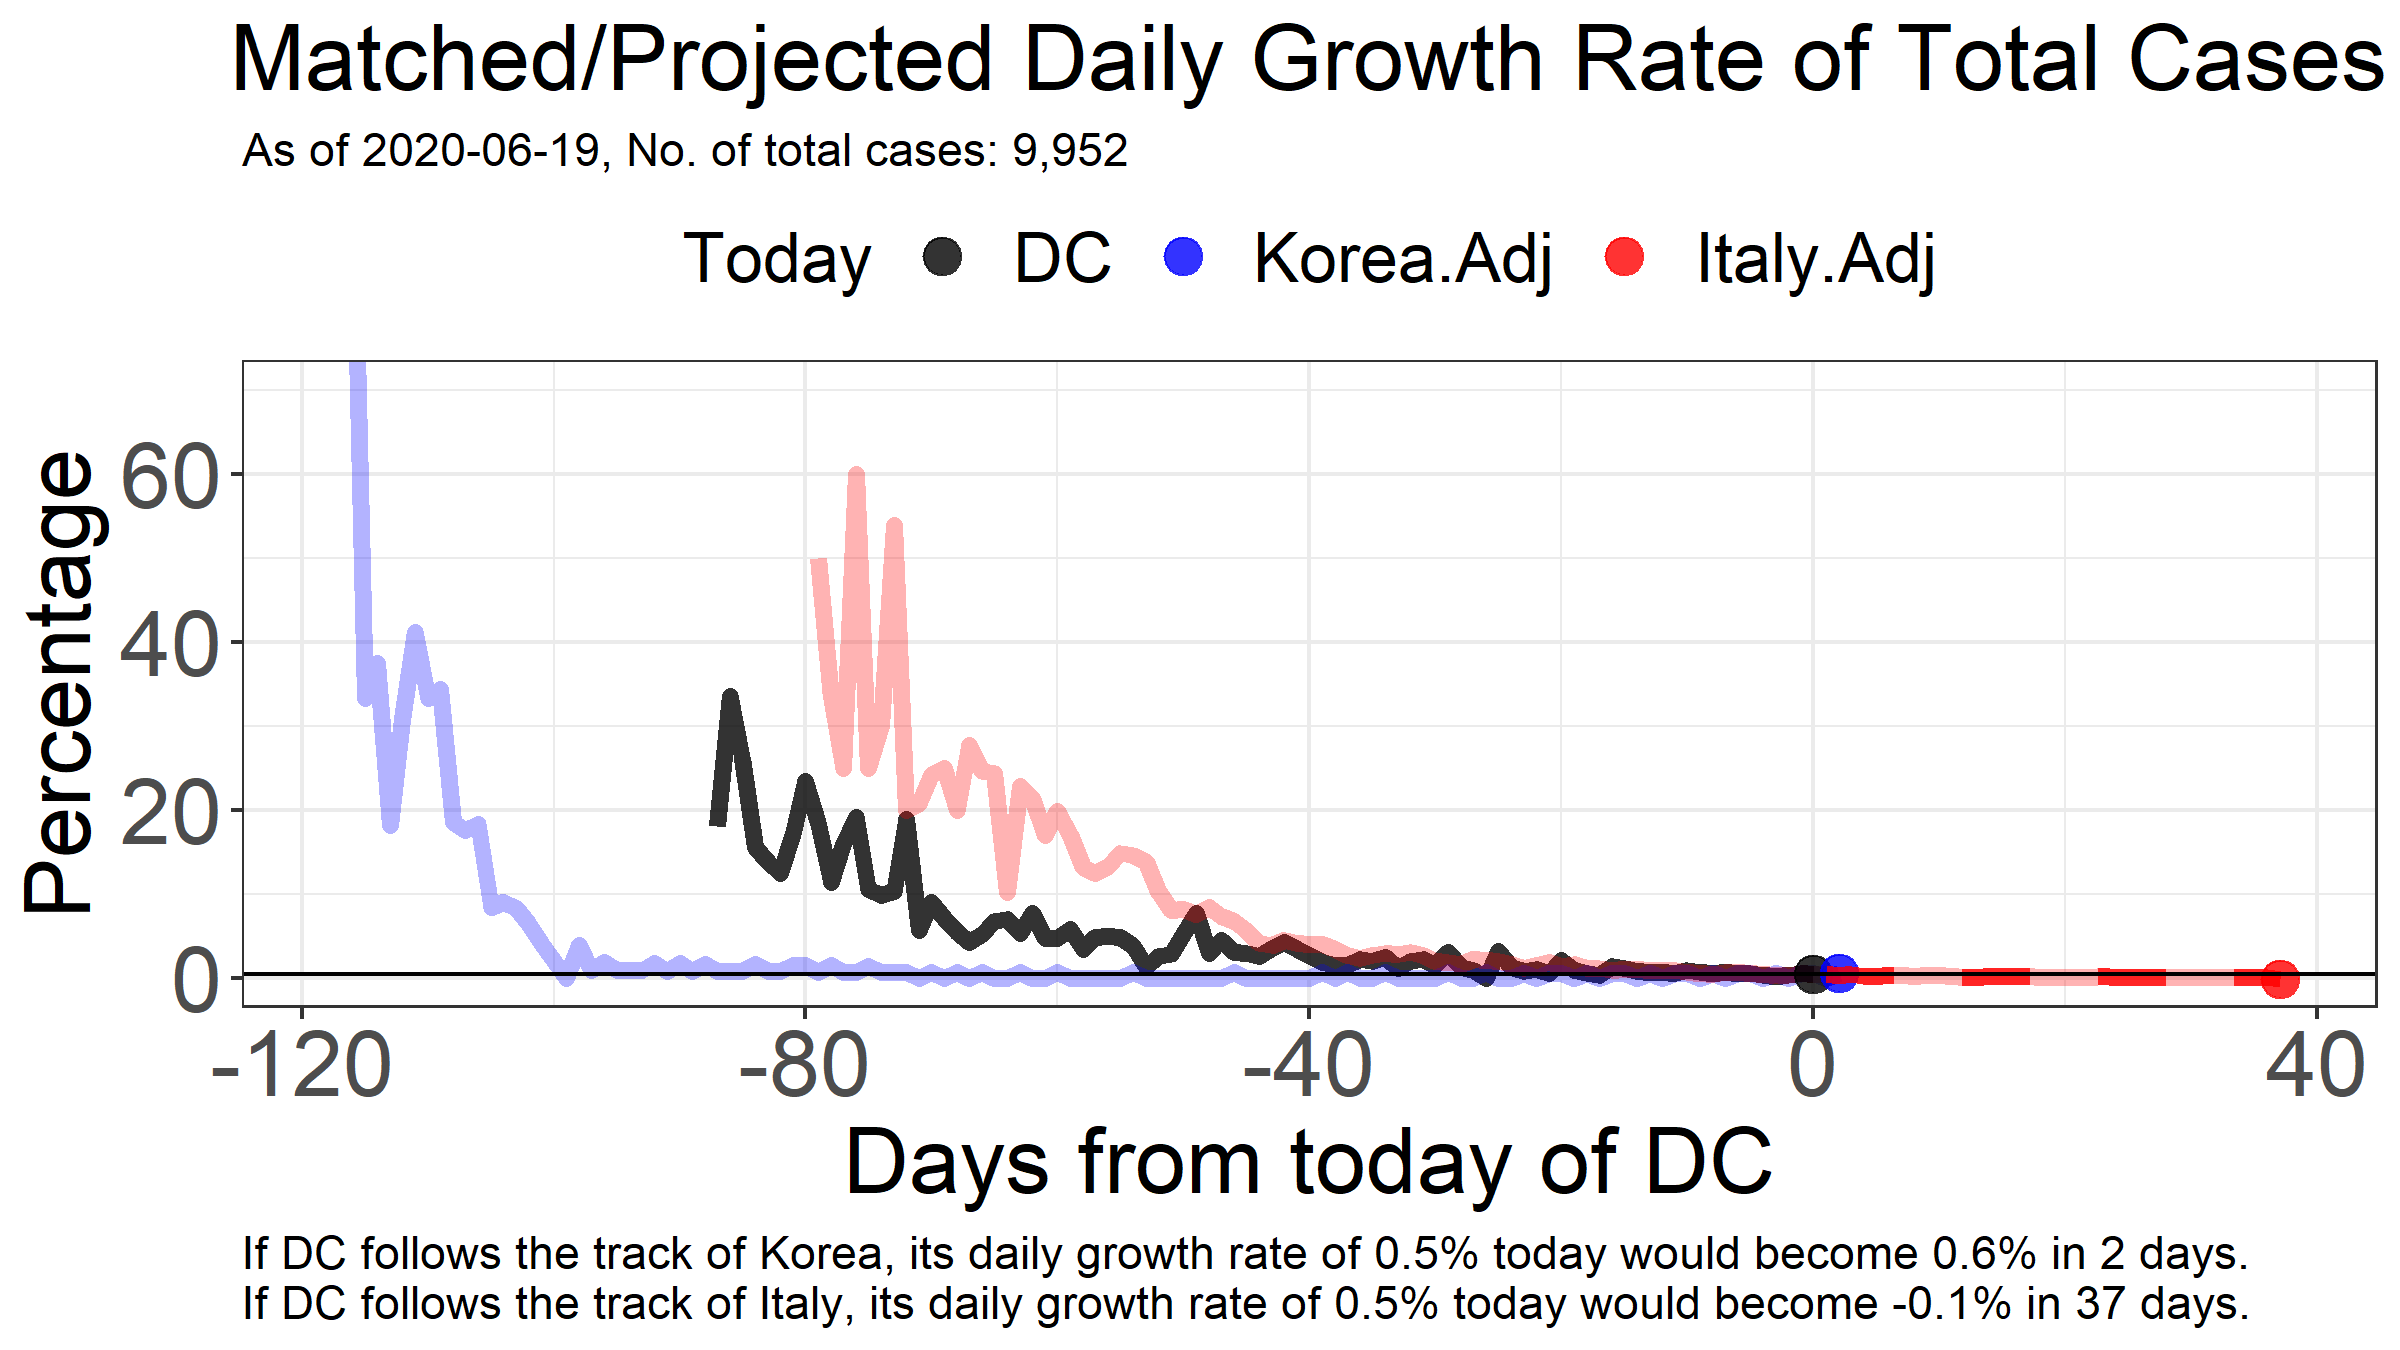 Matched/Projected Daily Growth Rate of Total Cases
As of 2020-06-19, No. of total cases: 9,952
Today DC Korea.Adj Italy.Adj
Percentage
60
40
20
0
-120 -80 -40 0 40
Days from today of DC
If DC follows the track of Korea, its daily growth rate of 0.5% today would become 0.6% in 2 days.
If DC follows the track of Italy, its daily growth rate of 0.5% today would become -0.1% in 37 days.